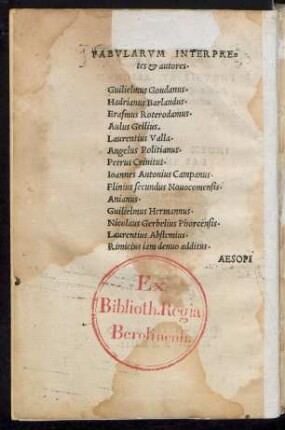 FABVLARVM INTERPRE-
tes & autores.
Guilielmus Goudanus.
Hadrianus Barlandus.
Erasmus Roterodamus.
Aulus Gellius.
Laurentius Valla.
Angelus Politianus.
Petrus Crinitus.
Ioannes Antonius Campanus.
Plinius secundus Nouocomensis.
Anianus.
Guilielmus Hermannus.
Nicolaus Gerbelius Phorcensis.
Laurentius Abstemius.
Rimicius iam denuo additus.
AESOPI
Ex
Biblioth. Regia
Berolinensi.